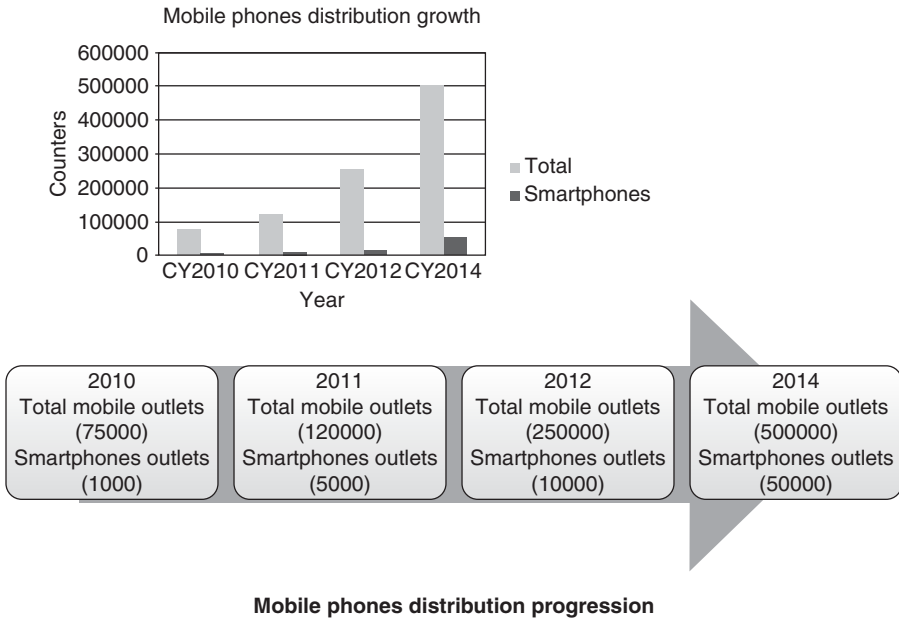 Mobile phones distribution growth
600000
500000
400000
300000
200000
100000
0
Counters
CY2010 CY2011 CY2012 CY2014
Year
Total
Smartphones
2010
Total mobile outlets
(75000)
Smartphones outlets
(1000)
2011
Total mobile outlets
(120000)
Smartphones outlets
(5000)
2012
Total mobile outlets
(250000)
Smartphones outlets
(10000)
2014
Total mobile outlets
(500000)
Smartphones outlets
(50000)
Mobile phones distribution progression